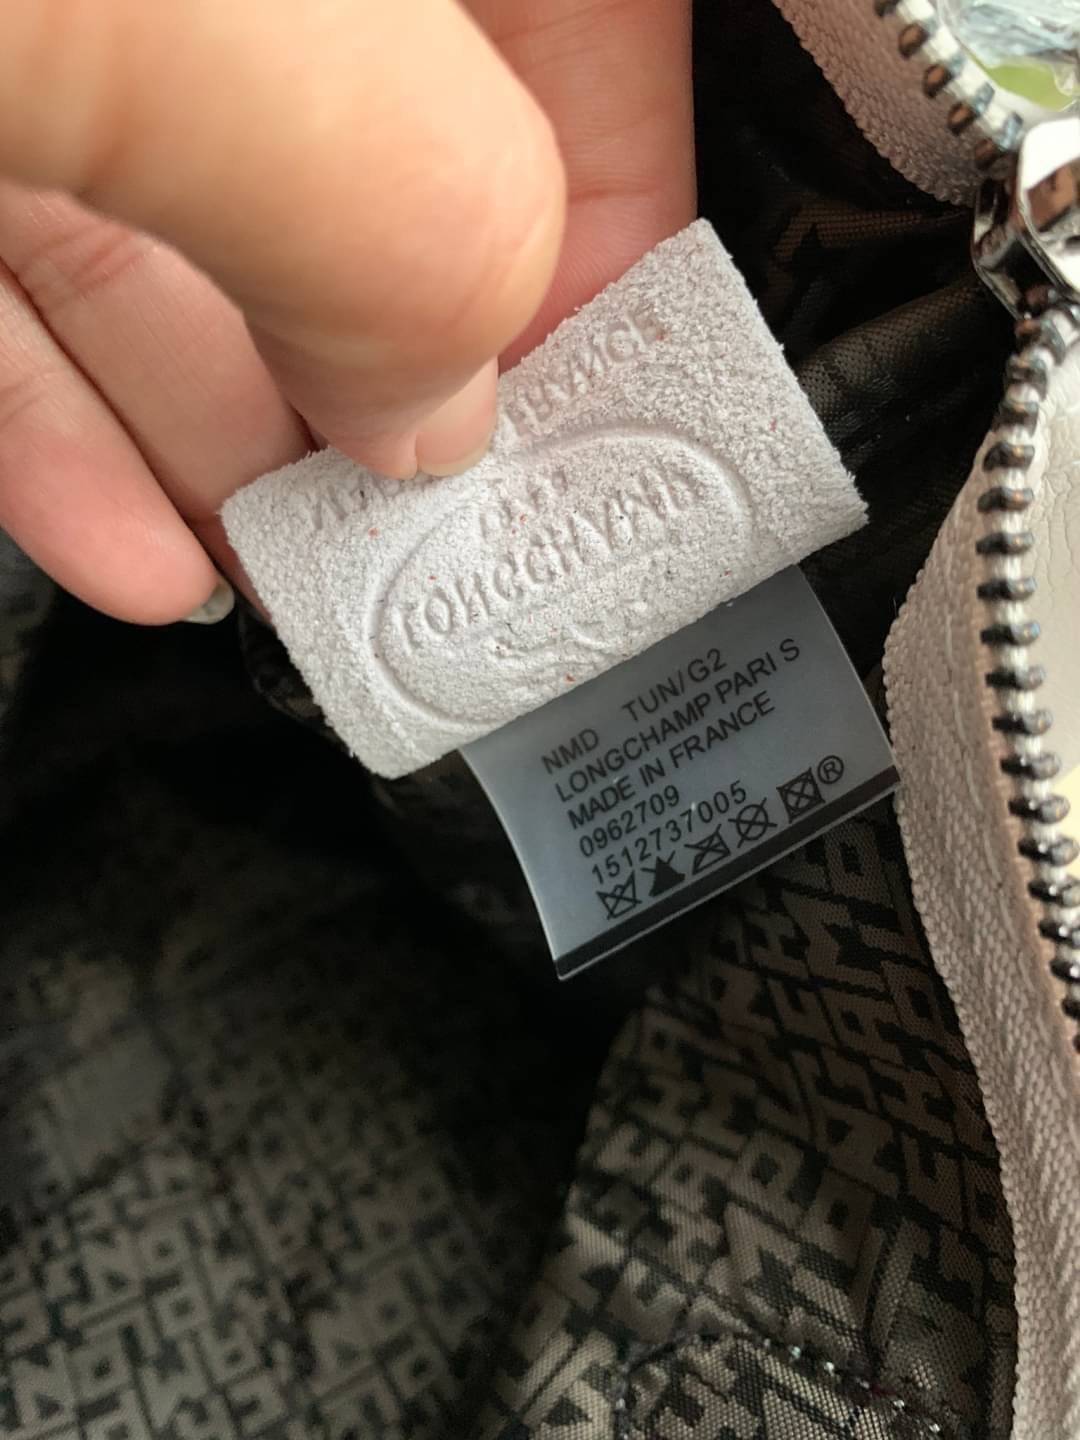 FRANCE
LONGCHAMP
NMD TUN/G2
LONGCHAMP PARI S
MADE IN FRANCE
0962709
1512737005
®